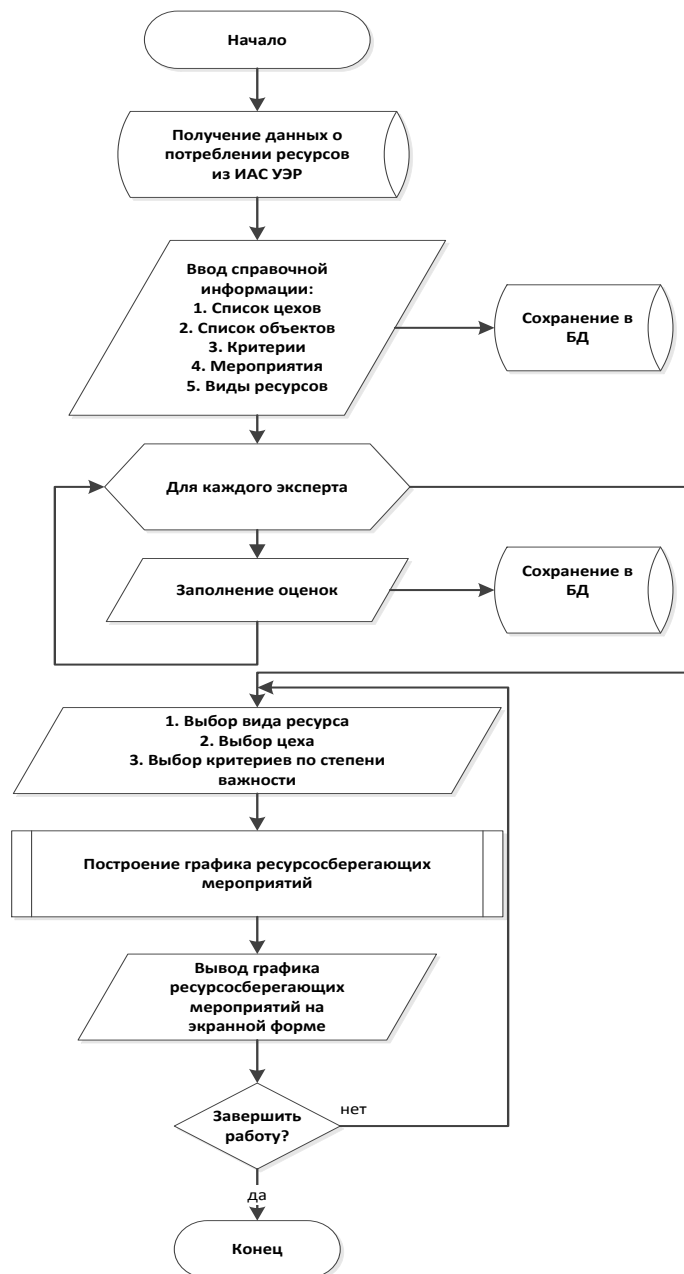 Начало
Получение данных о
потреблении ресурсов
из ИАС УЭР
Ввод справочной
информации:
1. Список цехов
2. Список объектов
3. Критерии
4. Мероприятия
5. Виды ресурсов
Сохранение в
БД
Для каждого эксперта
Заполнение оценок
Сохранение в
БД
1. Выбор вида ресурса
2. Выбор цеха
3. Выбор критериев по степени
важности
Построение графика ресурсосберегающих
мероприятий
Вывод графика
ресурсосберегающих
мероприятий на
экранной форме
Завершить
работу?
нет
да
Конец